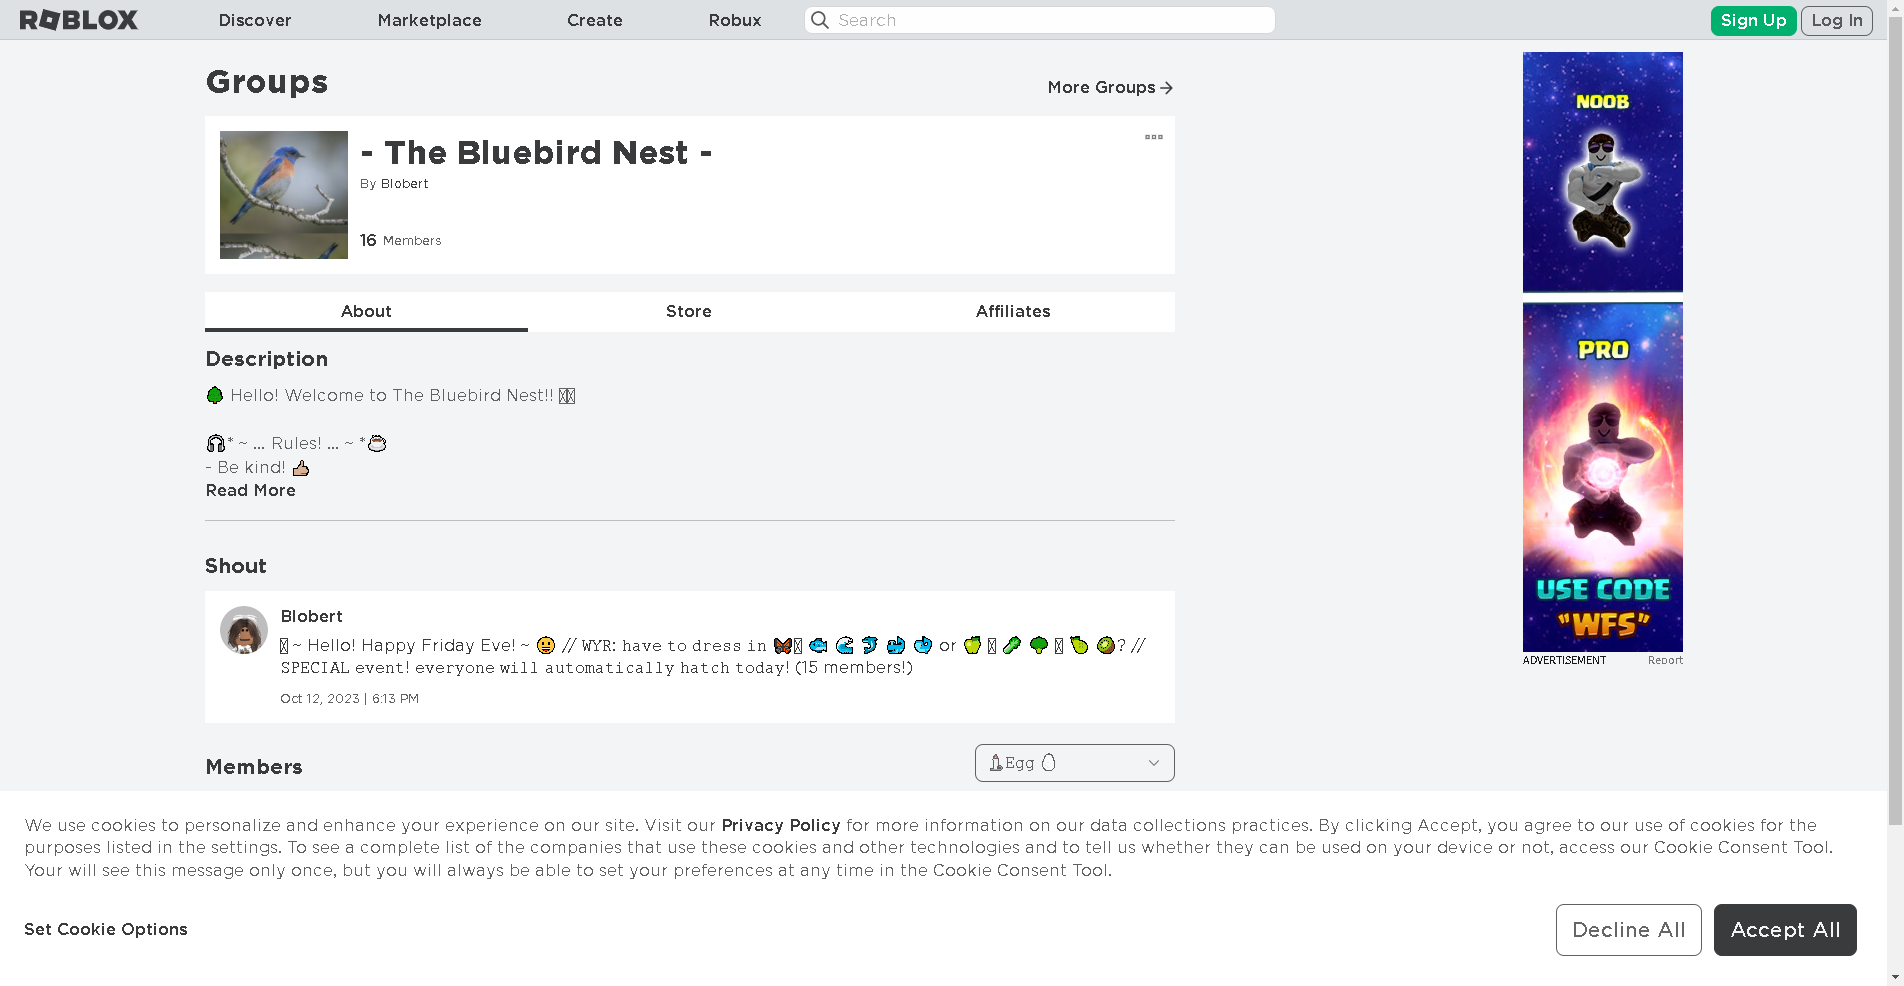 ROBLOX
Discover
Marketplace
Create
Robux
Search
Sign Up
Log In
Groups
More Groups
- The Bluebird Nest -
By Blobert
16 Members
About
Store
Affiliates
Description
🌳 Hello! Welcome to The Bluebird Nest!!
🎧* ~ ... Rules! ... ~ *☕
- Be kind! 👍🏼
Read More
Shout
Blobert
~ Hello! Happy Friday Eve! ~ 😃 // WYR: have to dress in 🦋 🐟 🌊 🐬 🐳 🐠 or 🍏 🥒 🌳 🍐 🥝? //
SPECIAL event! everyone will automatically hatch today! (15 members!)
Oct 12, 2023 | 6:13 PM
Members
Egg
We use cookies to personalize and enhance your experience on our site. Visit our Privacy Policy for more information on our data collections practices. By clicking Accept, you agree to our use of cookies for the
purposes listed in the settings. To see a complete list of the companies that use these cookies and other technologies and to tell us whether they can be used on your device or not, access our Cookie Consent Tool.
Your will see this message only once, but you will always be able to set your preferences at any time in the Cookie Consent Tool.
Set Cookie Options
Decline All
Accept All
NOOB
PRO
USE CODE
"WFS"
ADVERTISEMENT
Report